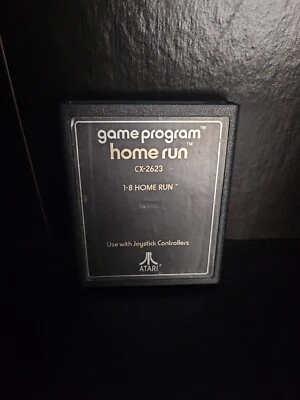 game program™
home run™
CX-2623
1-8 HOME RUN™
Use with Joystick Controllers
ATARI®